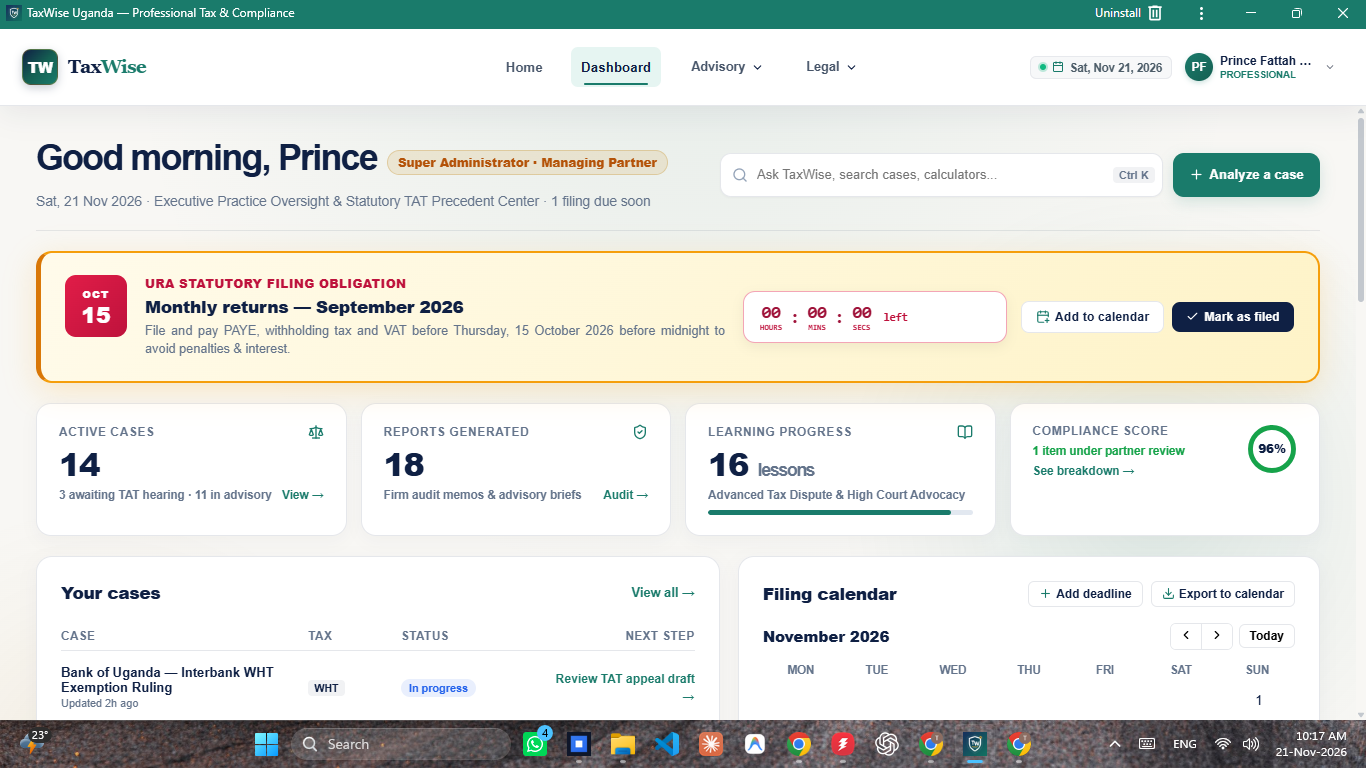 TaxWise Uganda — Professional Tax & Compliance
Uninstall
TW TaxWise
Home
Dashboard
Advisory
Legal
Sat, Nov 21, 2026
PF
Prince Fattah ...
PROFESSIONAL
Good morning, Prince
Super Administrator · Managing Partner
Sat, 21 Nov 2026 · Executive Practice Oversight & Statutory TAT Precedent Center · 1 filing due soon
Ask TaxWise, search cases, calculators...
Ctrl K
+ Analyze a case
OCT
15
URA STATUTORY FILING OBLIGATION
Monthly returns — September 2026
File and pay PAYE, withholding tax and VAT before Thursday, 15 October 2026 before midnight to
avoid penalties & interest.
00 : 00 : 00 left
HOURS MINS SECS
Add to calendar
Mark as filed
ACTIVE CASES
14
3 awaiting TAT hearing · 11 in advisory
View →
REPORTS GENERATED
18
Firm audit memos & advisory briefs
Audit →
LEARNING PROGRESS
16 lessons
Advanced Tax Dispute & High Court Advocacy
COMPLIANCE SCORE
1 item under partner review
See breakdown →
96%
Your cases
View all →
CASE TAX STATUS NEXT STEP
Bank of Uganda — Interbank WHT
Exemption Ruling
Updated 2h ago
WHT
In progress
Review TAT appeal draft
→
Filing calendar
+ Add deadline
Export to calendar
November 2026
Today
MON TUE WED THU FRI SAT SUN
1
23°
Search
4
ENG
10:17 AM
21-Nov-2026